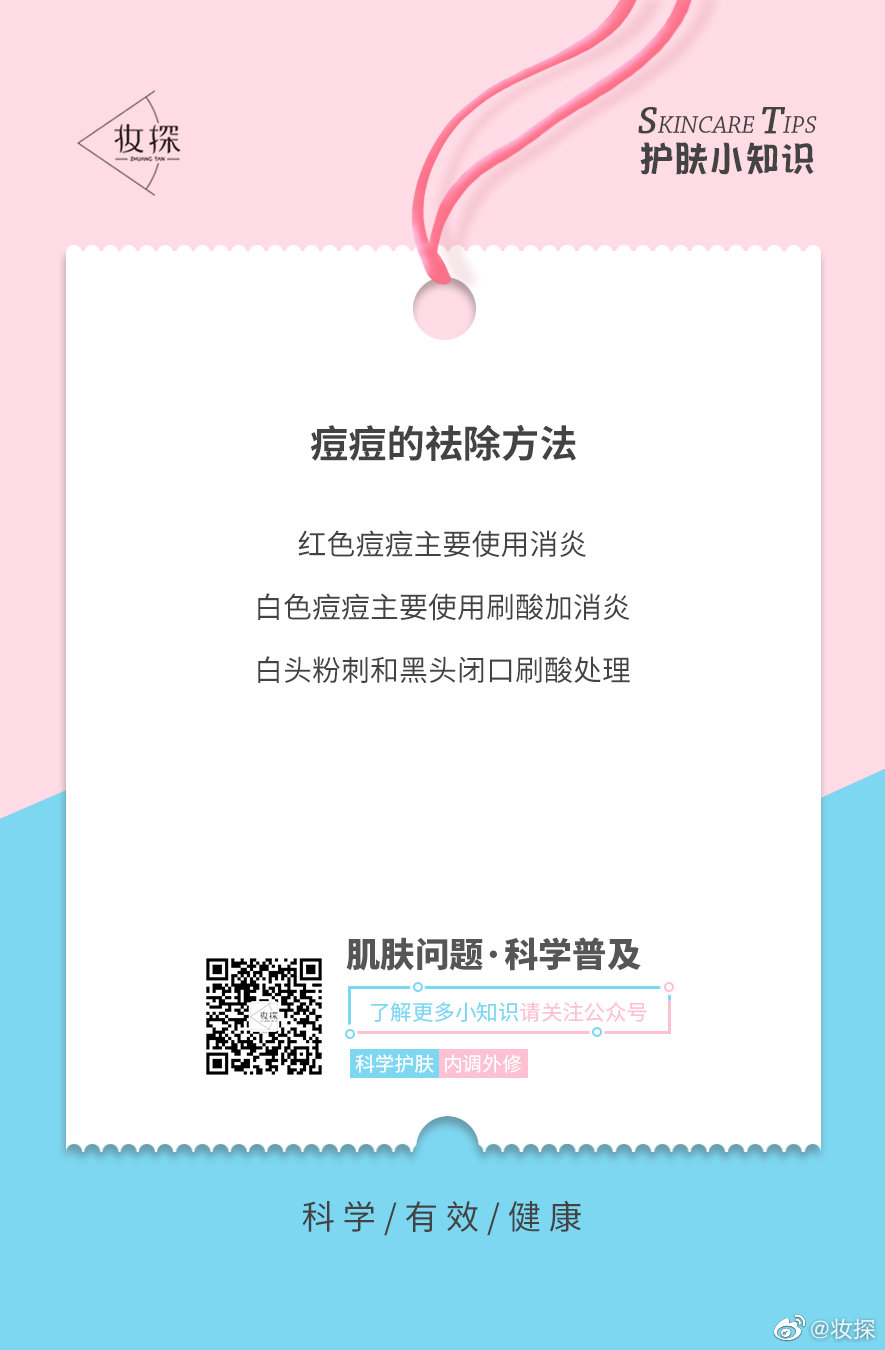 妆探
ZHUANG TAN
SKINCARE TIPS
护肤小知识
痘痘的祛除方法
红色痘痘主要使用消炎
白色痘痘主要使用刷酸加消炎
白头粉刺和黑头闭口刷酸处理
肌肤问题·科学普及
妆探
了解更多小知识请关注公众号
科学护肤 内调外修
科学/有效/健康
@妆探